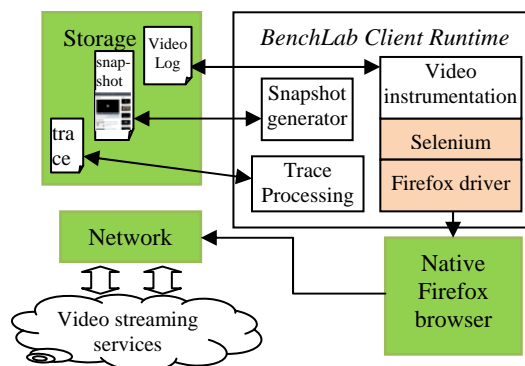 Storage
Video
Log
snap-
shot
tra
ce
BenchLab Client Runtime
Video
instrumentation
Snapshot
generator
Selenium
Trace
Processing
Firefox driver
Network
Native
Firefox
browser
Video streaming
services